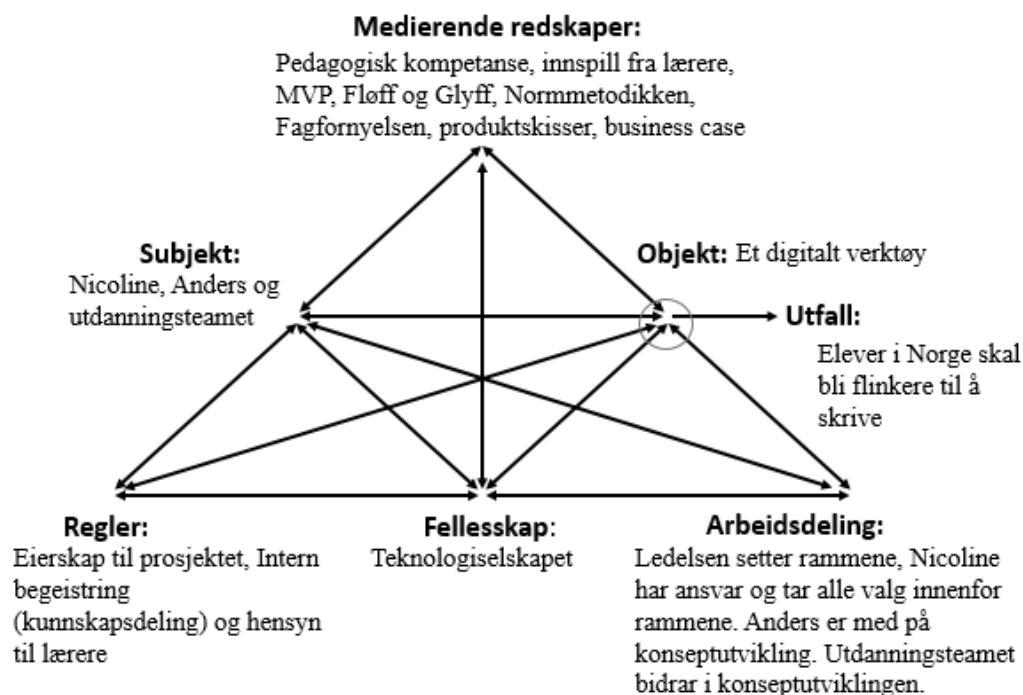 Medierende redskaper:
Pedagogisk kompetanse, innspill fra lærere,
MVP, Fløff og Glyff, Normmetodikken,
Fagfornyelsen, produktskisser, business case
Subjekt:
Nicoline, Anders og
utdanningsteamet
Objekt: Et digitalt verktøy
Utfall:
Elever i Norge skal
bli flinkere til å
skrive
Regler:
Eierskap til prosjektet, Intern
begeistring
(kunnskapsdeling) og hensyn
til lærere
Fellesskap:
Teknologiselskapet
Arbeidsdeling:
Ledelsen setter rammene, Nicoline
har ansvar og tar alle valg innenfor
rammene. Anders er med på
konseptutvikling. Utdanningsteamet
bidrar i konseptutviklingen.